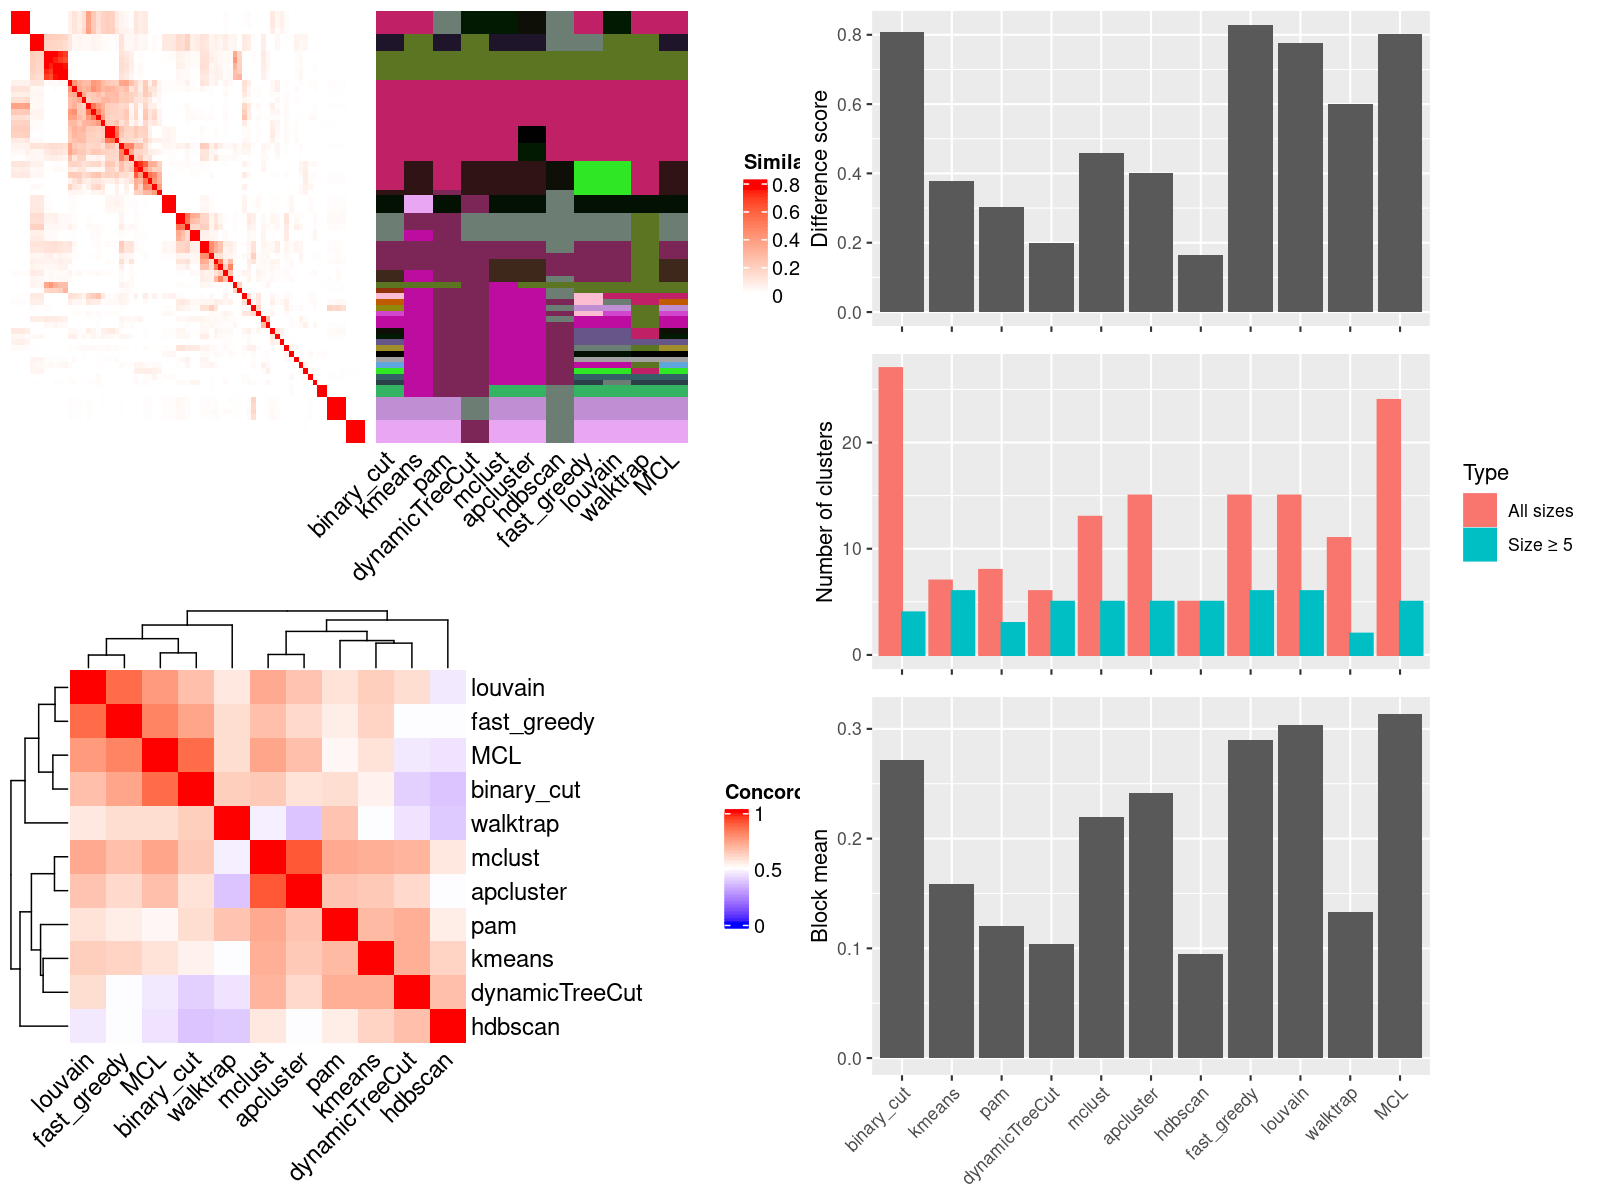 Simila
0.8
0.6
0.4
0.2
0
binary_cut
kmeans
pam
dynamicTreeCut
mclust
apcluster
hdbscan
fast_greedy
louvain
walktrap
MCL
louvain
fast_greedy
MCL
binary_cut
walktrap
mclust
apcluster
pam
kmeans
dynamicTreeCut
hdbscan
louvain
fast_greedy
MCL
binary_cut
walktrap
mclust
apcluster
pam
kmeans
dynamicTreeCut
hdbscan
Concord
1
0.5
0
Difference score
0.8
0.6
0.4
0.2
0.0
Number of clusters
20
10
0
Type
All sizes
Size ≥ 5
Block mean
0.3
0.2
0.1
0.0
binary_cut
kmeans
pam
dynamicTreeCut
mclust
apcluster
hdbscan
fast_greedy
louvain
walktrap
MCL